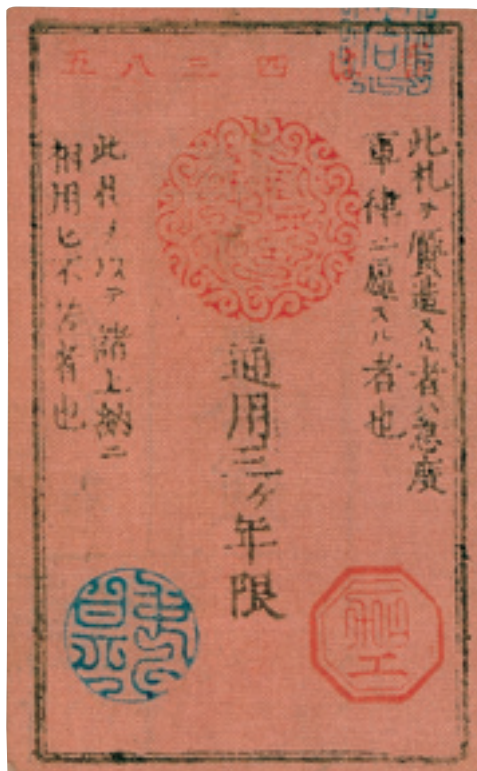 四三八五
此札ヲ贋造スル者ハ急度
軍律ニ處スル者也
通用三ケ年限
此札ヲ以テ諸上納ニ
相用ヒ不苦者也